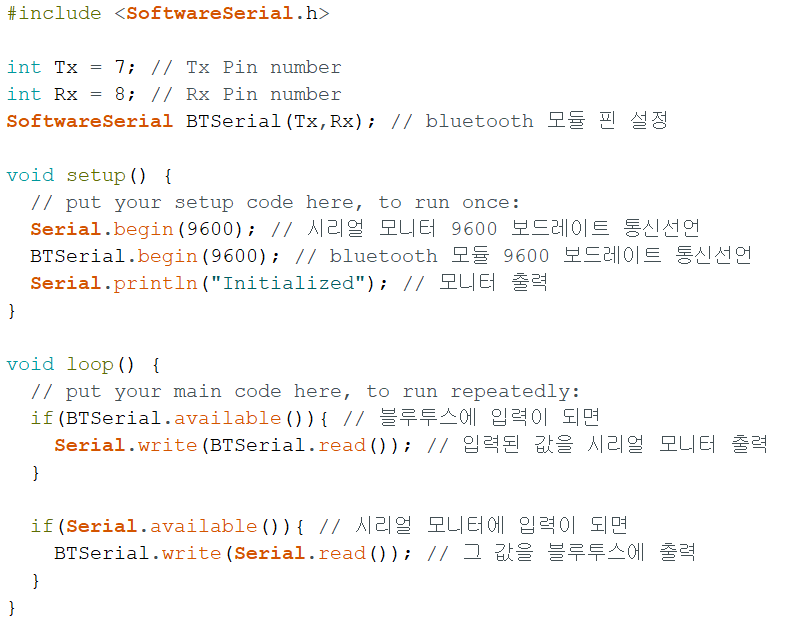 #include <SoftwareSerial.h>

int Tx = 7; // Tx Pin number
int Rx = 8; // Rx Pin number
SoftwareSerial BTSerial(Tx,Rx); // bluetooth 모듈 핀 설정

void setup() {
  // put your setup code here, to run once:
  Serial.begin(9600); // 시리얼 모니터 9600 보드레이트 통신선언
  BTSerial.begin(9600); // bluetooth 모듈 9600 보드레이트 통신선언
  Serial.println("Initialized"); // 모니터 출력
}

void loop() {
  // put your main code here, to run repeatedly:
  if(BTSerial.available()){ // 블루투스에 입력이 되면
    Serial.write(BTSerial.read()); // 입력된 값을 시리얼 모니터 출력
  }

  if(Serial.available()){ // 시리얼 모니터에 입력이 되면
    BTSerial.write(Serial.read()); // 그 값을 블루투스에 출력
  }
}